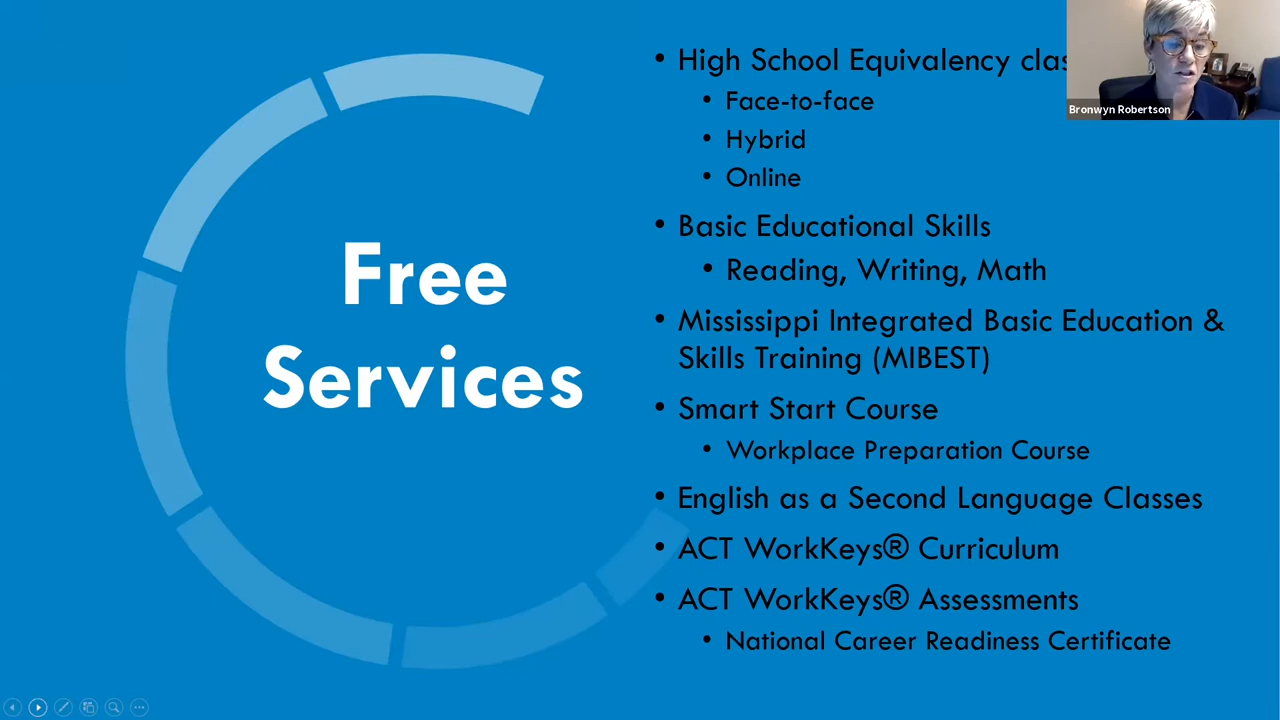 Free
Services
• High School Equivalency
• Face-to-face
• Hybrid
• Online
• Basic Educational Skills
• Reading, Writing, Math
• Mississippi Integrated Basic Education &
Skills Training (MIBEST)
• Smart Start Course
• Workplace Preparation Course
• English as a Second Language Classes
• ACT WorkKeys® Curriculum
• ACT WorkKeys® Assessments
• National Career Readiness Certificate
Bronwyn Robertson